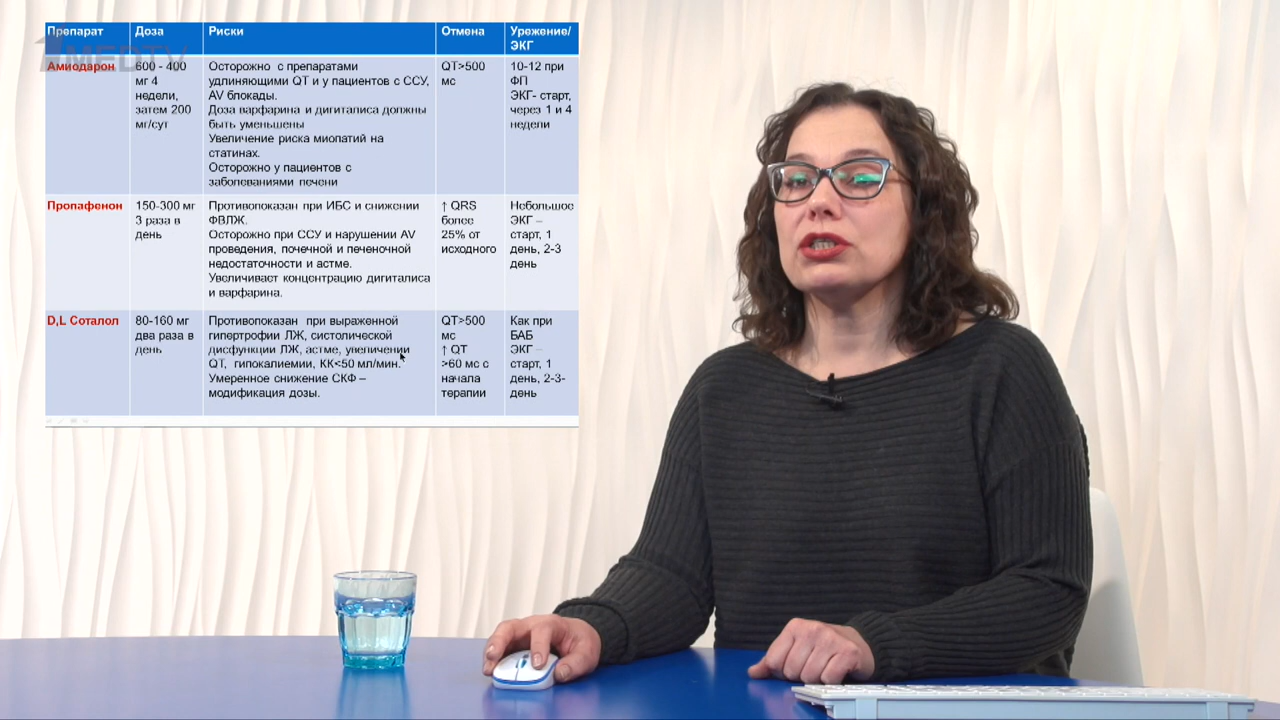 Препарат
Доза
Риски
Отмена
Урежение/
ЭКГ
1MEDTV
Амиодарон
600 - 400
мг 4
недели,
затем 200
мг/сут
Осторожно с препаратами
удлиняющими QT и у пациентов с ССУ,
AV блокады.
Доза варфарина и дигиталиса должны
быть уменьшены
Увеличение риска миопатий на
статинах.
Осторожно у пациентов с
заболеваниями печени
QT>500
мс
10-12 при
ФП
ЭКГ- старт,
через 1 и 4
недели
Пропафенон
150-300 мг
3 раза в
день
Противопоказан при ИБС и снижении
ФВЛЖ.
Осторожно при ССУ и нарушении AV
проведения, почечной и печеночной
недостаточности и астме.
Увеличивает концентрацию дигиталиса
и варфарина.
↑ QRS
более
25% от
исходного
Небольшое
ЭКГ –
старт, 1
день, 2-3
день
D,L Соталол
80-160 мг
два раза в
день
Противопоказан при выраженной
гипертрофии ЛЖ, систолической
дисфункции ЛЖ, астме, увеличении
QT, гипокалиемии, КК<50 мл/мин.
Умеренное снижение СКФ –
модификация дозы.
QT>500
мс
↑ QT
>60 мс с
начала
терапии
Как при
БАБ
ЭКГ –
старт, 1
день, 2-3-
день